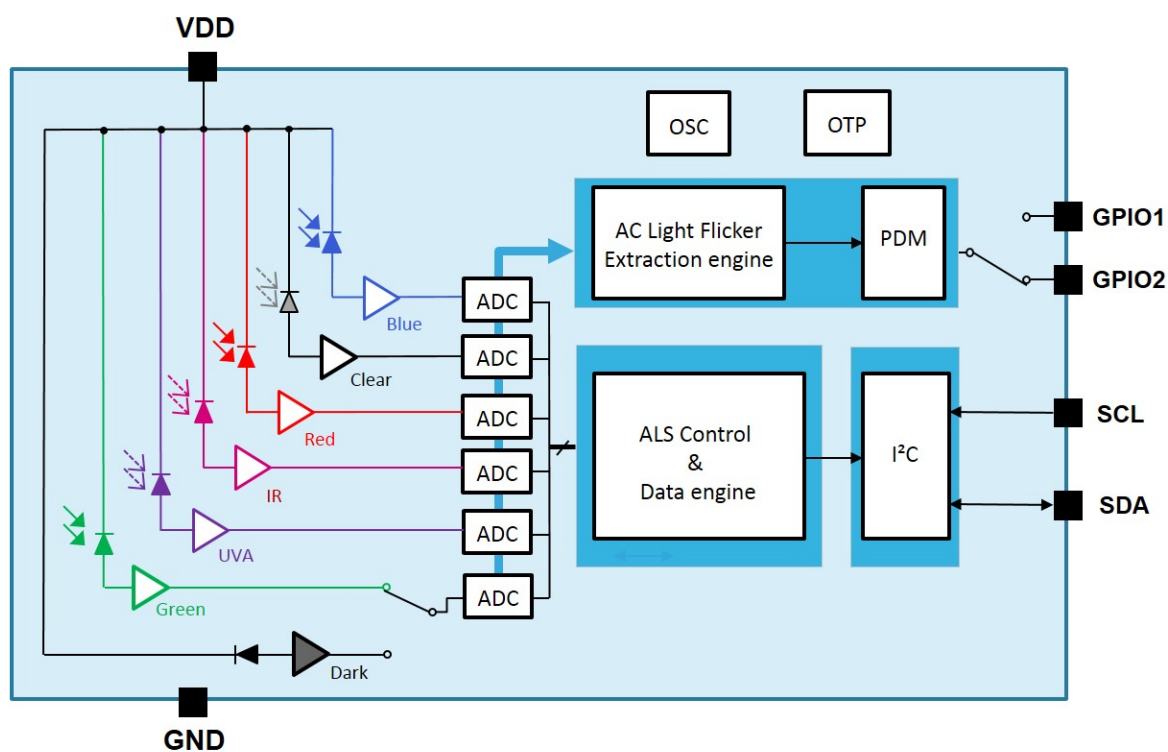 VDD
OSC
OTP
AC Light Flicker
Extraction engine
PDM
GPIO1
GPIO2
ADC
Blue
ADC
Clear
ADC
Red
ALS Control
&
Data engine
I²C
SCL
ADC
IR
SDA
ADC
UVA
ADC
Green
Dark
GND